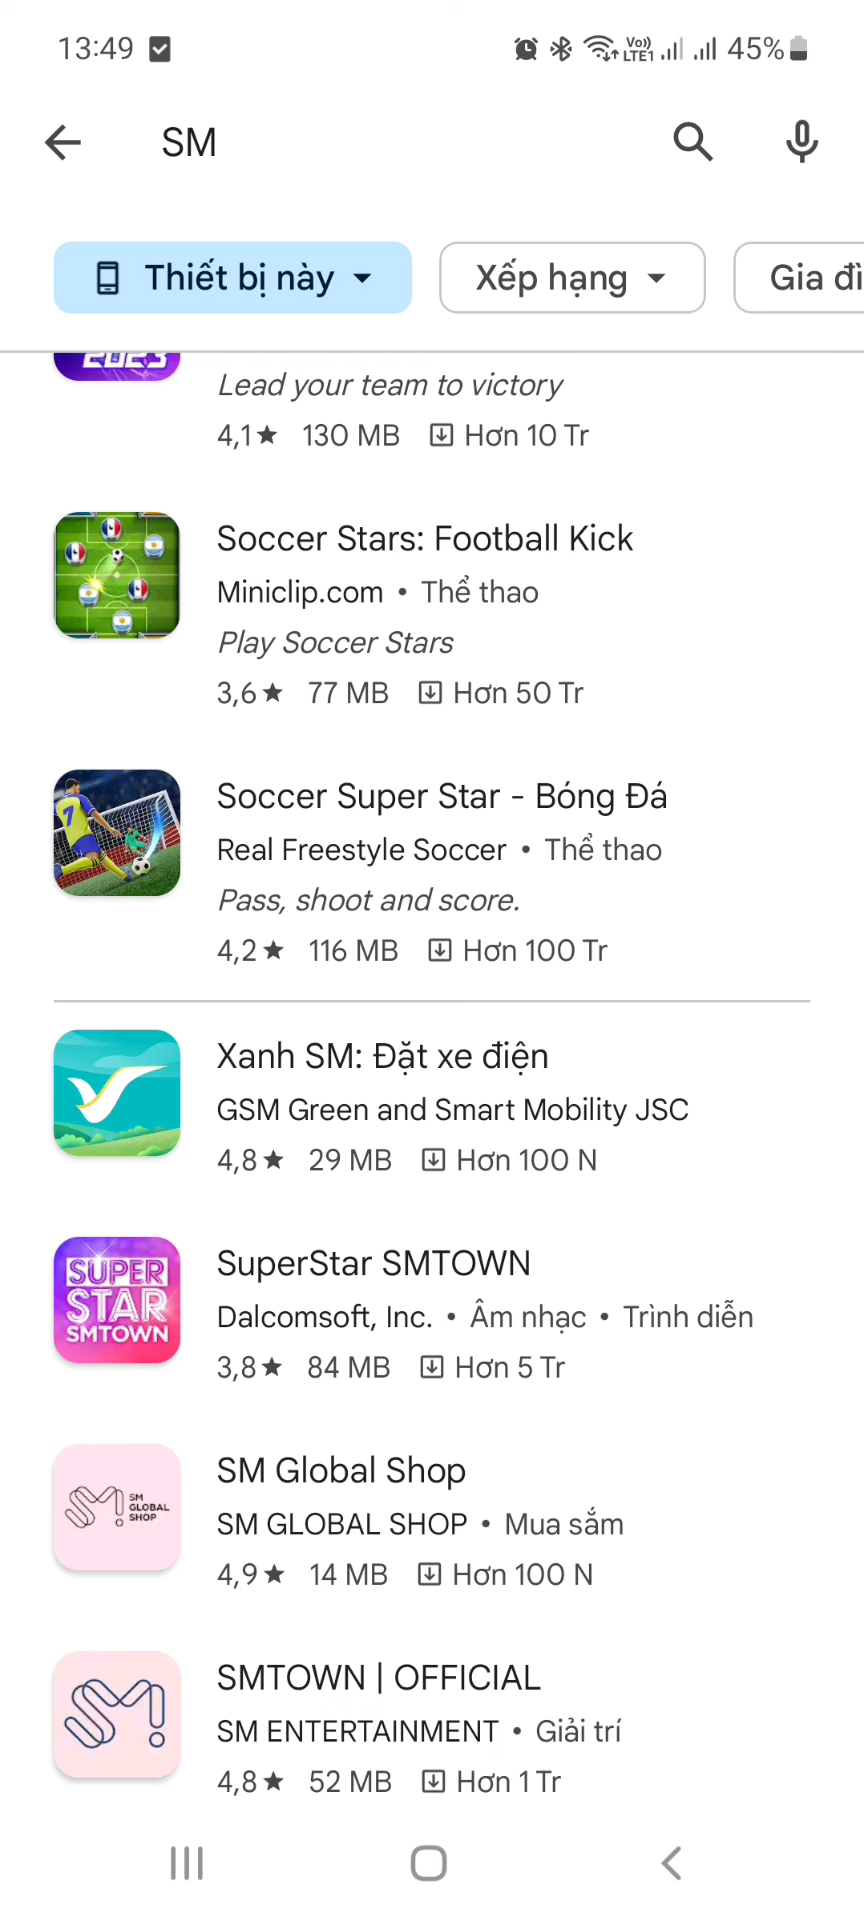 13:49
Vo))
LTE1
45%
SM
Thiết bị này
Xếp hạng
Gia đì
2023
Lead your team to victory
4,1★ 130 MB Hơn 10 Tr
Soccer Stars: Football Kick
Miniclip.com • Thể thao
Play Soccer Stars
3,6★ 77 MB Hơn 50 Tr
7
Soccer Super Star - Bóng Đá
Real Freestyle Soccer • Thể thao
Pass, shoot and score.
4,2★ 116 MB Hơn 100 Tr
Xanh SM: Đặt xe điện
GSM Green and Smart Mobility JSC
4,8★ 29 MB Hơn 100 N
SUPER
STAR
SMTOWN
SuperStar SMTOWN
Dalcomsoft, Inc. • Âm nhạc • Trình diễn
3,8★ 84 MB Hơn 5 Tr
SM!
SM
GLOBAL
SHOP
SM Global Shop
SM GLOBAL SHOP • Mua sắm
4,9★ 14 MB Hơn 100 N
SM!
SMTOWN | OFFICIAL
SM ENTERTAINMENT • Giải trí
4,8★ 52 MB Hơn 1 Tr